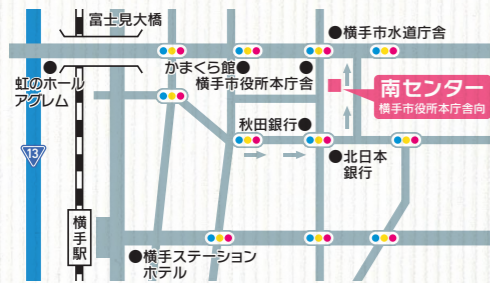 富士見大橋
横手市水道庁舎
かまくら館
横手市役所本庁舎
虹のホール
アグレム
南センター
横手市役所本庁舎向
秋田銀行
北日本
銀行
13
横手駅
横手ステーション
ホテル